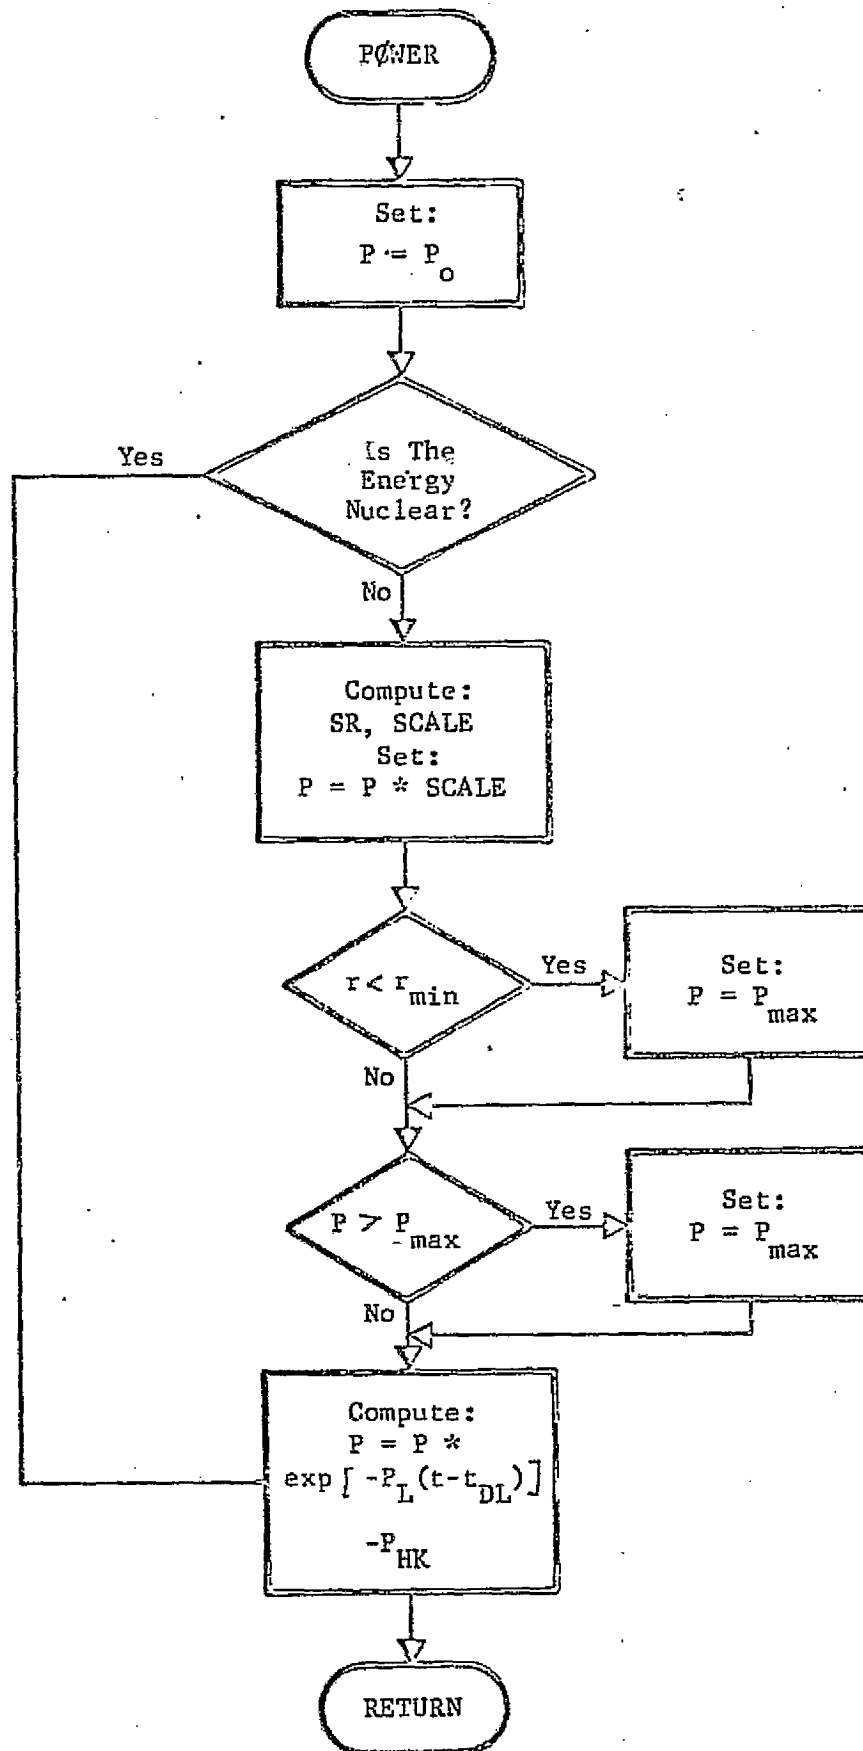 PØWER
Set:
P = P_o
Yes
Is The
Energy
Nuclear?
No
Compute:
SR, SCALE
Set:
P = P * SCALE
r < r_min
Yes
Set:
P = P_max
No
P > P_max
Yes
Set:
P = P_max
No
Compute:
P = P *
exp[ -P_L(t-t_DL)]
-P_HK
RETURN